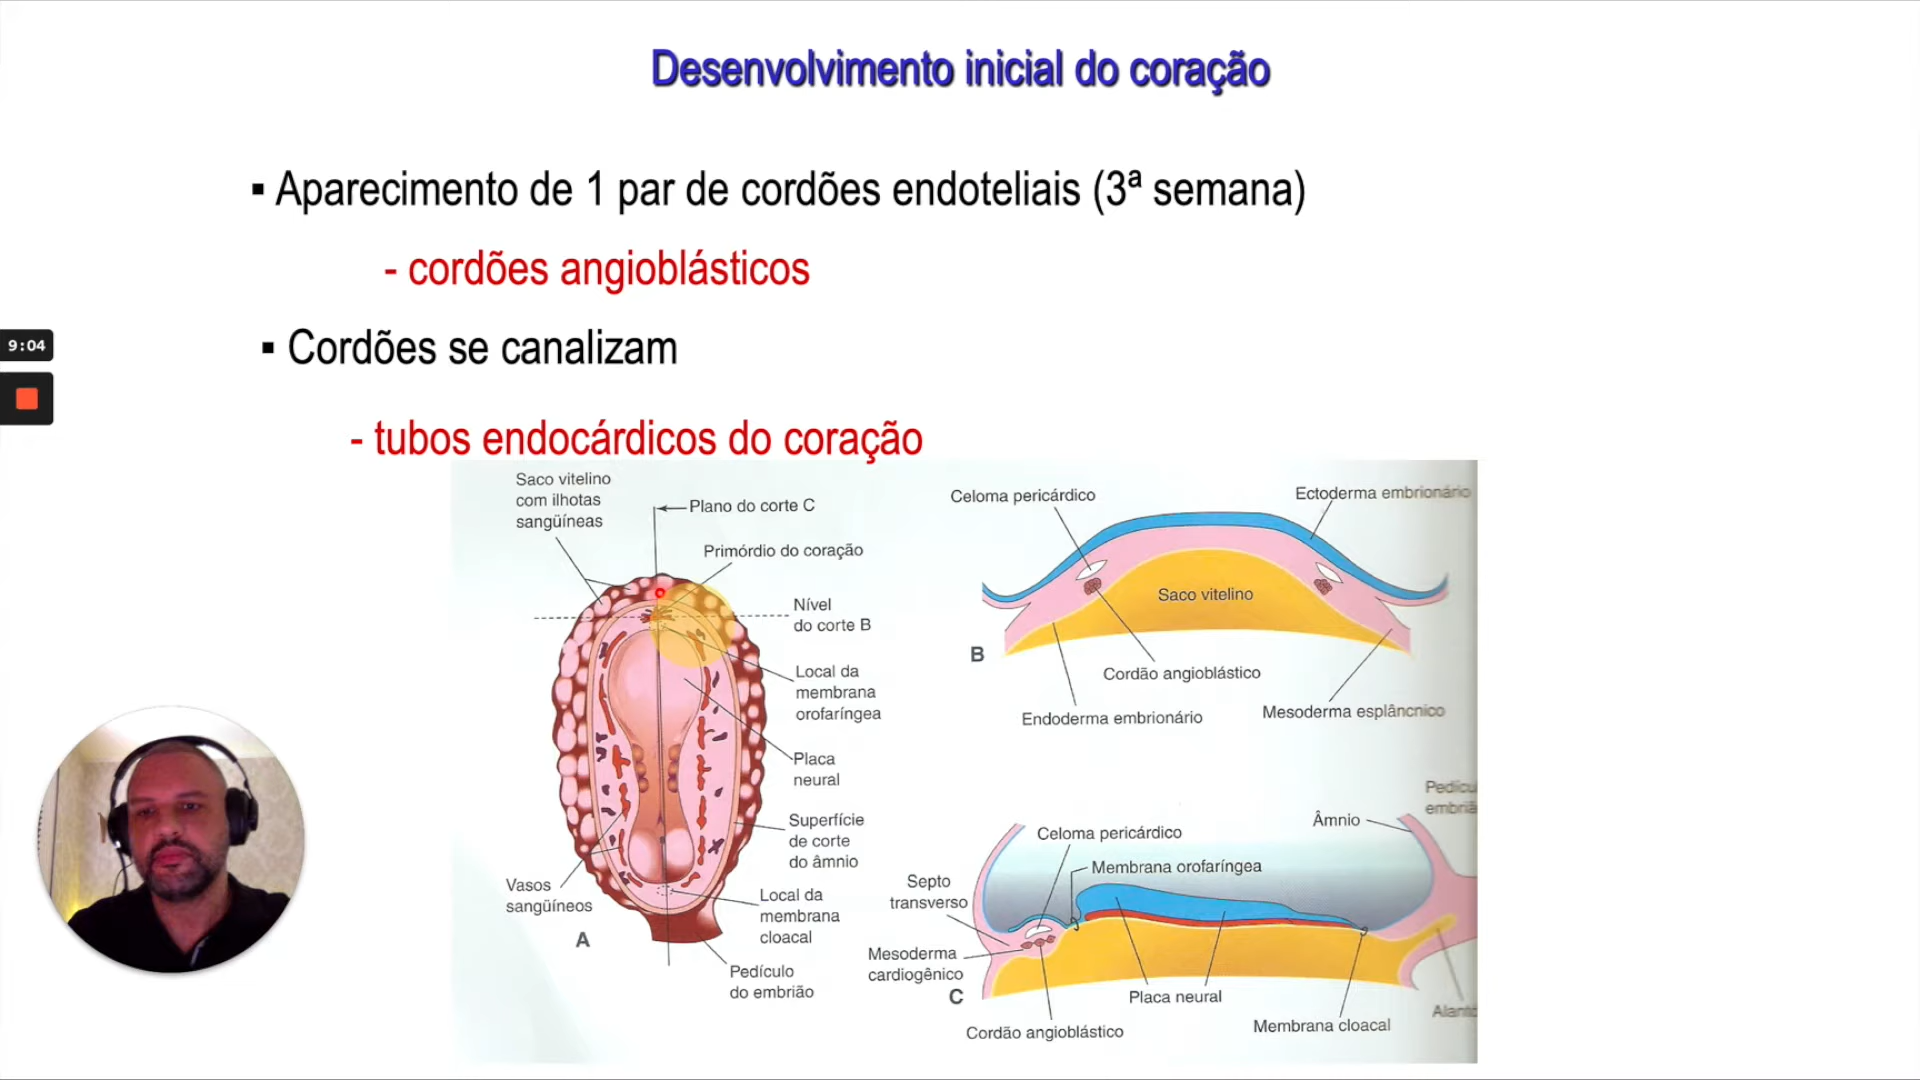 Desenvolvimento inicial do coração
▪ Aparecimento de 1 par de cordões endoteliais (3ª semana)
- cordões angioblásticos
▪ Cordões se canalizam
- tubos endocárdicos do coração
9:04
Saco vitelino
com ilhotas
sangüíneas
Plano do corte C
Primórdio do coração
Nível
do corte B
Local da
membrana
orofaríngea
Placa
neural
Superfície
de corte
do âmnio
Local da
membrana
cloacal
Pedículo
do embrião
Vasos
sangüíneos
A
Celoma pericárdico
Ectoderma embrionário
Saco vitelino
B
Cordão angioblástico
Endoderma embrionário
Mesoderma esplâncnico
Pedícu
embriã
Âmnio
Celoma pericárdico
Membrana orofaríngea
Septo
transverso
Mesoderma
cardiogênico
C
Placa neural
Cordão angioblástico
Membrana cloacal